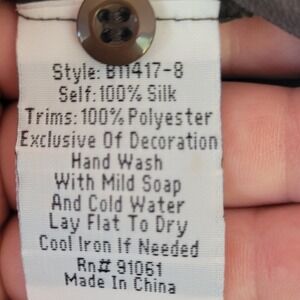 Style: B11417-8
Self: 100% Silk
Trims: 100% Polyester
Exclusive Of Decoration
Hand Wash
With Mild Soap
And Cold Water
Lay Flat To Dry
Cool Iron If Needed
Rn# 91061
Made In China